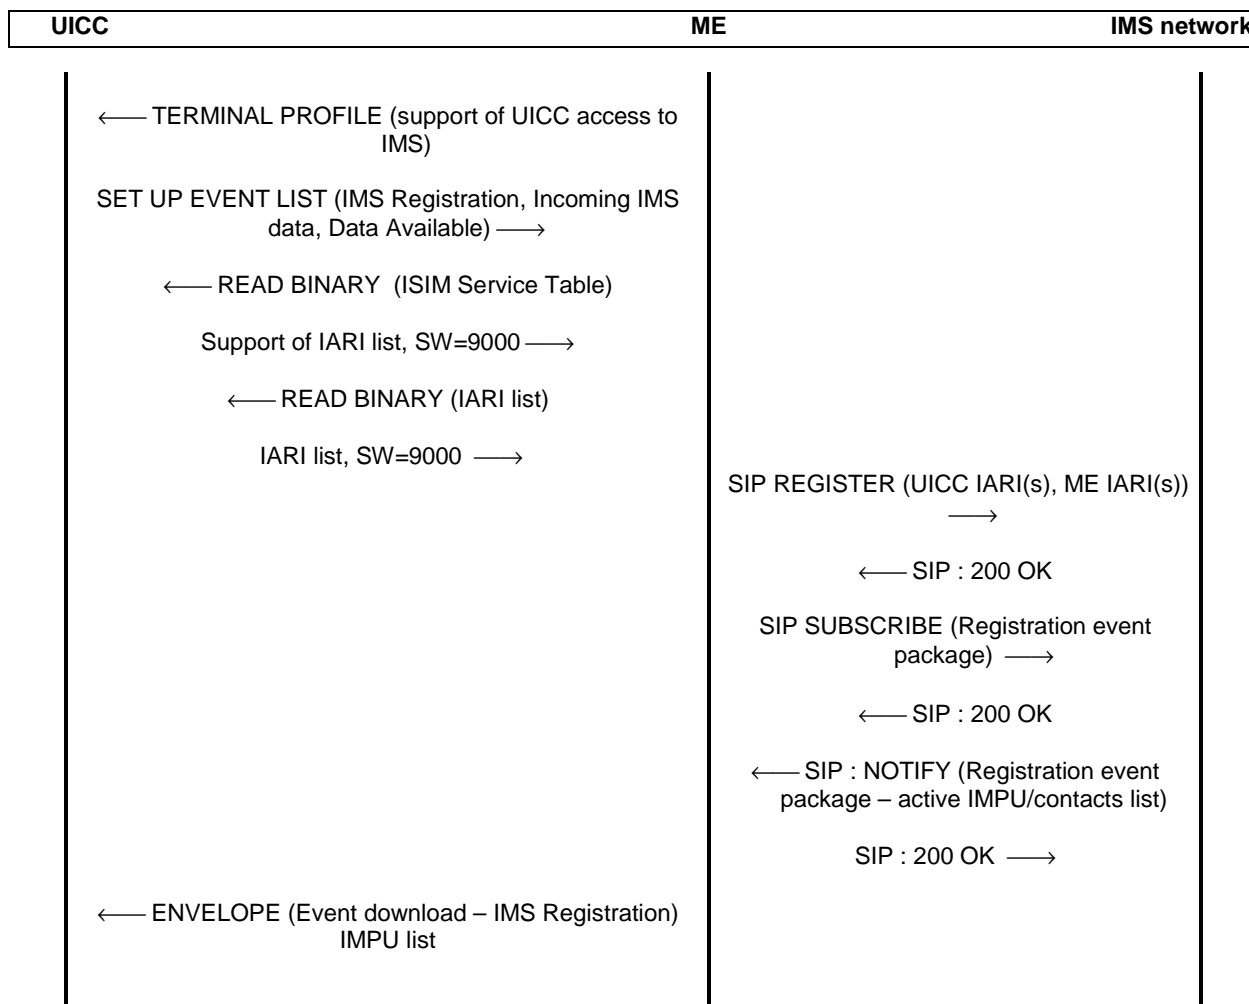 UICC ME IMS network
⟵ TERMINAL PROFILE (support of UICC access to
IMS)
SET UP EVENT LIST (IMS Registration, Incoming IMS
data, Data Available) ⟶
⟵ READ BINARY (ISIM Service Table)
Support of IARI list, SW=9000 ⟶
⟵ READ BINARY (IARI list)
IARI list, SW=9000 ⟶
SIP REGISTER (UICC IARI(s), ME IARI(s))
⟶
⟵ SIP : 200 OK
SIP SUBSCRIBE (Registration event
package) ⟶
⟵ SIP : 200 OK
⟵ SIP : NOTIFY (Registration event
package – active IMPU/contacts list)
SIP : 200 OK ⟶
⟵ ENVELOPE (Event download – IMS Registration)
IMPU list